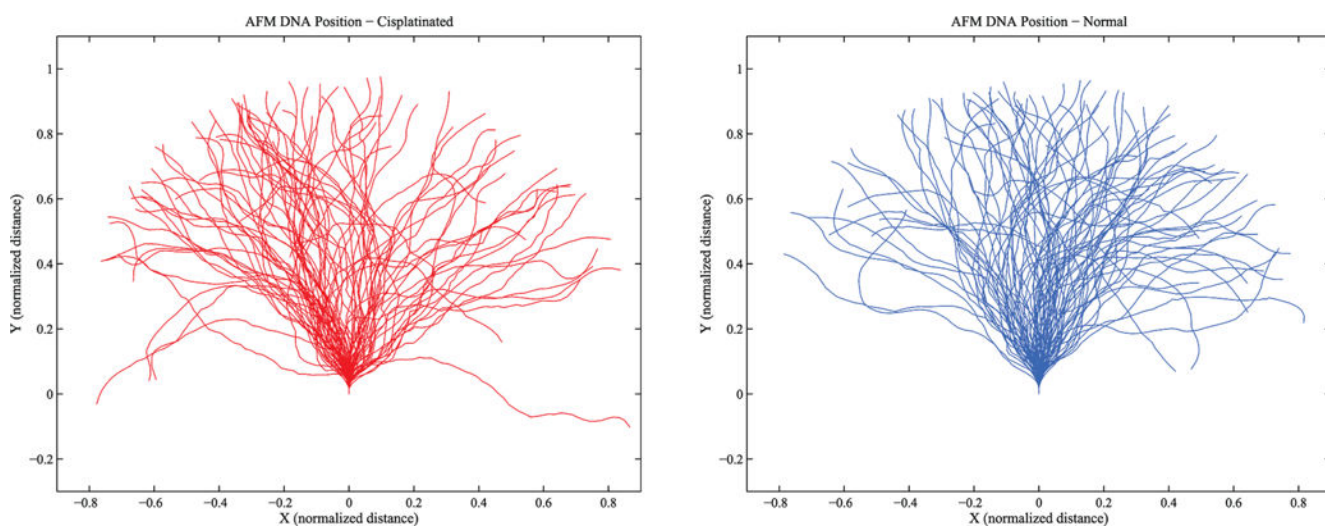 AFM DNA Position − Cisplatinated
1
0.8
0.6
0.4
0.2
0
−0.2
Y (normalized distance)
−0.8 −0.6 −0.4 −0.2 0 0.2 0.4 0.6 0.8
X (normalized distance)
AFM DNA Position − Normal
1
0.8
0.6
0.4
0.2
0
−0.2
Y (normalized distance)
−0.8 −0.6 −0.4 −0.2 0 0.2 0.4 0.6 0.8
X (normalized distance)